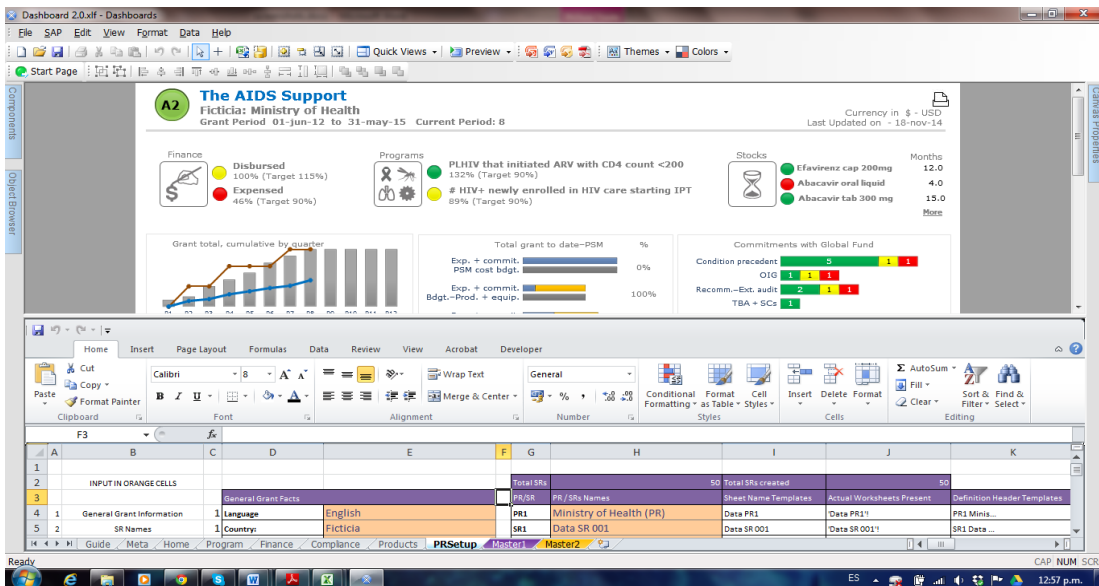 Dashboard 2.0.xlf - Dashboards
File SAP Edit View Format Data Help
Quick Views Preview Themes Colors
Start Page
Components
Object Browser
Canvas Properties
A2
The AIDS Support
Ficticia: Ministry of Health
Grant Period 01-jun-12 to 31-may-15 Current Period: 8
Currency in $ - USD
Last Updated on - 18-nov-14
Finance
Disbursed
100% (Target 115%)
Expensed
46% (Target 90%)
Programs
PLHIV that initiated ARV with CD4 count <200
132% (Target 90%)
# HIV+ newly enrolled in HIV care starting IPT
89% (Target 90%)
Stocks
Months
Efavirenz cap 200mg 12.0
Abacavir oral liquid 4.0
Abacavir tab 300 mg 15.0
More
Grant total, cumulative by quarter
Total grant to date-PSM %
Exp. + commit.
PSM cost bdgt.
0%
Exp. + commit.
Bdgt.-Prod. + equip.
100%
Commitments with Global Fund
Condition precedent 5 1 1
OIG 1 1 1
Recomm.-Ext. audit 2 1 1
TBA + SCs 1
Home Insert Page Layout Formulas Data Review View Acrobat Developer
Paste
Cut
Copy
Format Painter
Clipboard
Calibri 8
B I U
Font
Wrap Text
Merge & Center
Alignment
General
Number
Conditional Formatting
Format as Table
Cell Styles
Styles
Insert Delete Format
Cells
AutoSum
Fill
Clear
Sort & Filter
Find & Select
Editing
F3 fx
A B C D E F G H I J K
1
2 INPUT IN ORANGE CELLS Total SRs 50 Total SRs created 50
3 General Grant Facts PR/SR PR / SRs Names Sheet Name Templates Actual Worksheets Present Definition Header Templates
4 1 General Grant Information 1 Language English PR1 Ministry of Health (PR) Data PR1 'Data PR1'! PR1 Minis...
5 2 SR Names 1 Country: Ficticia SR1 Data SR 001 Data SR 001 'Data SR 001'! SR1 Data ...
Guide Meta Home Program Finance Compliance Products PRSetup Master1 Master2
Ready
CAP NUM SCR
ES 12:57 p.m.